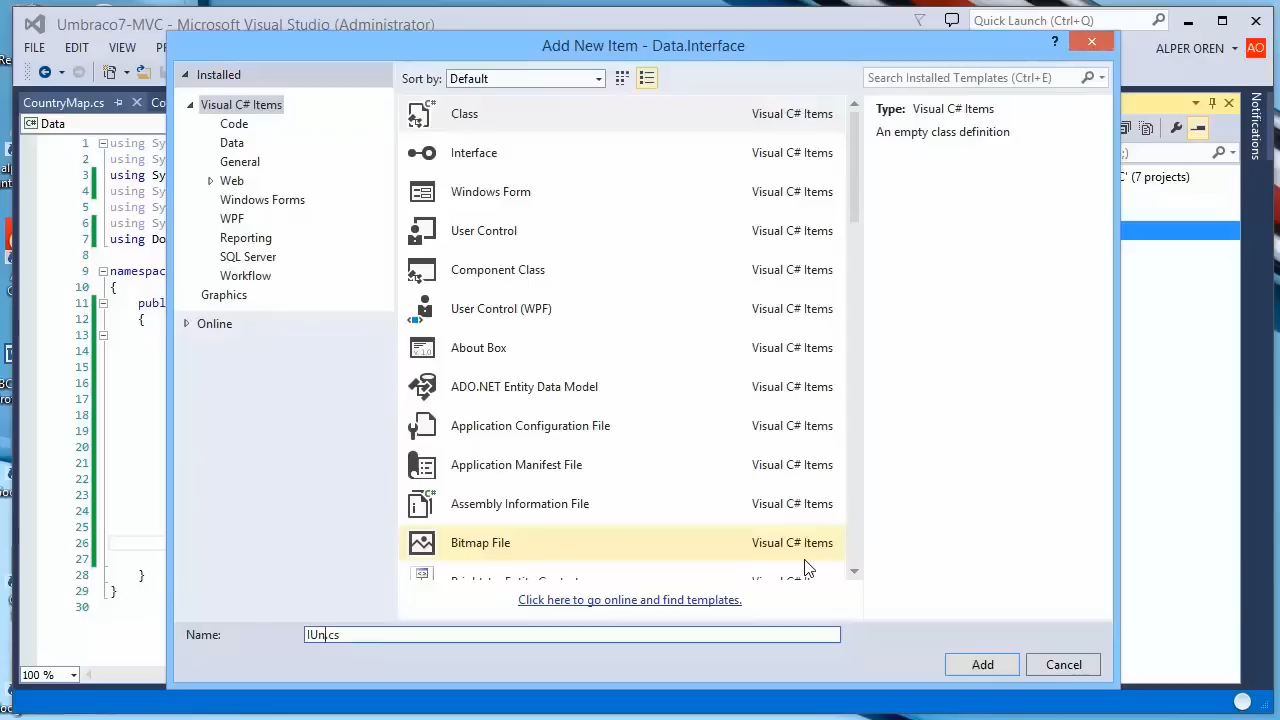 Umbraco7-MVC - Microsoft Visual Studio (Administrator)
Quick Launch (Ctrl+Q)
FILE EDIT VIEW
ALPER OREN AO
Add New Item - Data.Interface
?
Installed
Sort by: Default
Search Installed Templates (Ctrl+E)
Visual C# Items
Code
Data
General
Web
Windows Forms
WPF
Reporting
SQL Server
Workflow
Graphics
Online
Class Visual C# Items
Interface Visual C# Items
Windows Form Visual C# Items
User Control Visual C# Items
Component Class Visual C# Items
User Control (WPF) Visual C# Items
About Box Visual C# Items
ADO.NET Entity Data Model Visual C# Items
Application Configuration File Visual C# Items
Application Manifest File Visual C# Items
Assembly Information File Visual C# Items
Bitmap File Visual C# Items
Click here to go online and find templates.
Type: Visual C# Items
An empty class definition
Name: IUn.cs
Add Cancel
CountryMap.cs
Data
1 using Sy
2 using Sy
3 using Sy
4 using Sy
5 using Sy
6 using Sy
7 using Do
8
9 namespac
10 {
11 publ
12 {
13
14
15
16
17
18
19
20
21
22
23
24
25
26
27
28 }
29 }
30
100 %
C' (7 projects)
Notifications